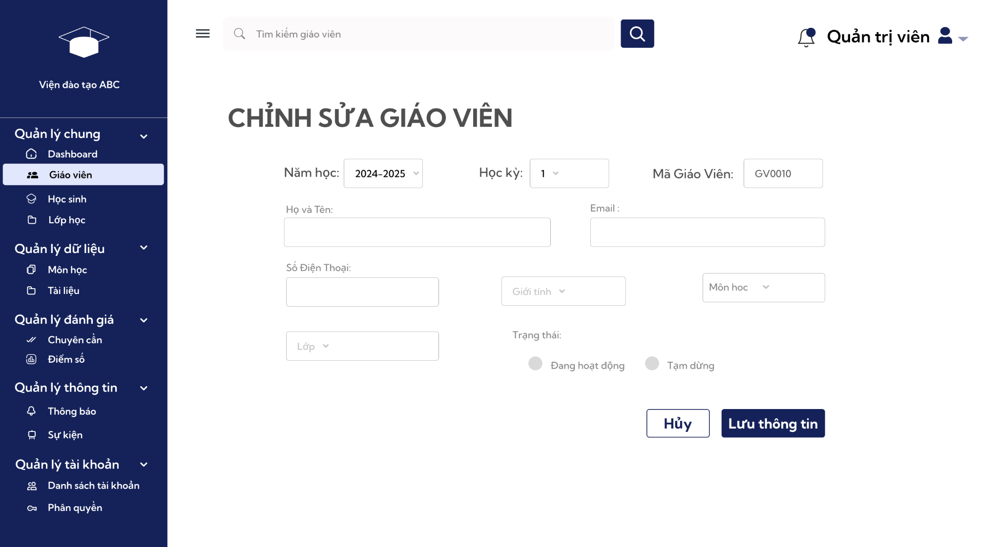 Viện đào tạo ABC
Quản lý chung
Dashboard
Giáo viên
Học sinh
Lớp học
Quản lý dữ liệu
Môn học
Tài liệu
Quản lý đánh giá
Chuyên cần
Điểm số
Quản lý thông tin
Thông báo
Sự kiện
Quản lý tài khoản
Danh sách tài khoản
Phân quyền
Tìm kiếm giáo viên
Quản trị viên
CHỈNH SỬA GIÁO VIÊN
Năm học: 2024-2025 Học kỳ: 1 Mã Giáo Viên: GV0010
Họ và Tên: Email :
Số Điện Thoại:
Giới tính Môn hoc
Lớp
Trạng thái:
Đang hoạt động Tạm dừng
Hủy Lưu thông tin